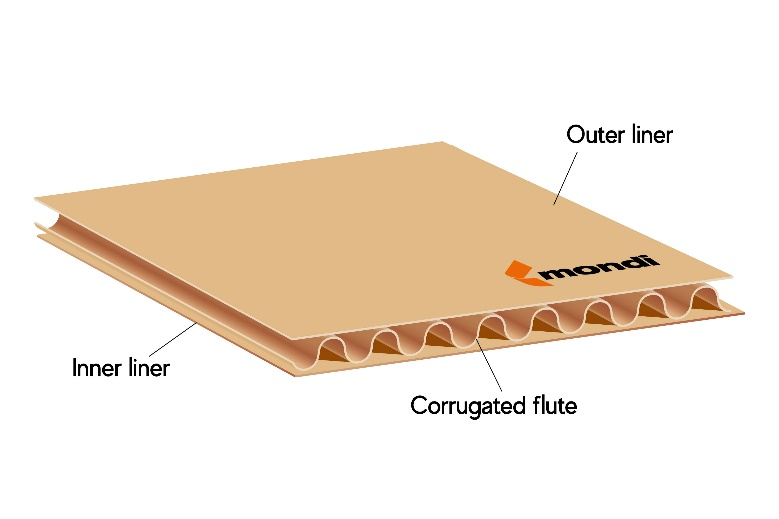 Outer liner
mondi
Inner liner
Corrugated flute